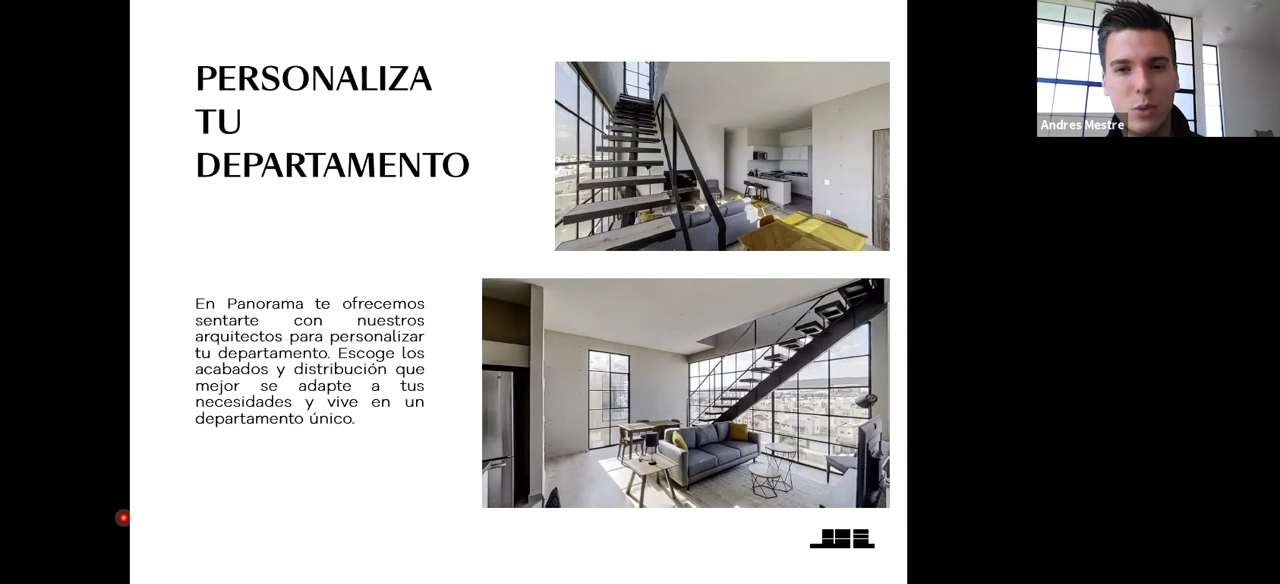 PERSONALIZA
TU
DEPARTAMENTO
En Panorama te ofrecemos
sentarte con nuestros
arquitectos para personalizar
tu departamento. Escoge los
acabados y distribución que
mejor se adapte a tus
necesidades y vive en un
departamento único.
Andres Mestre